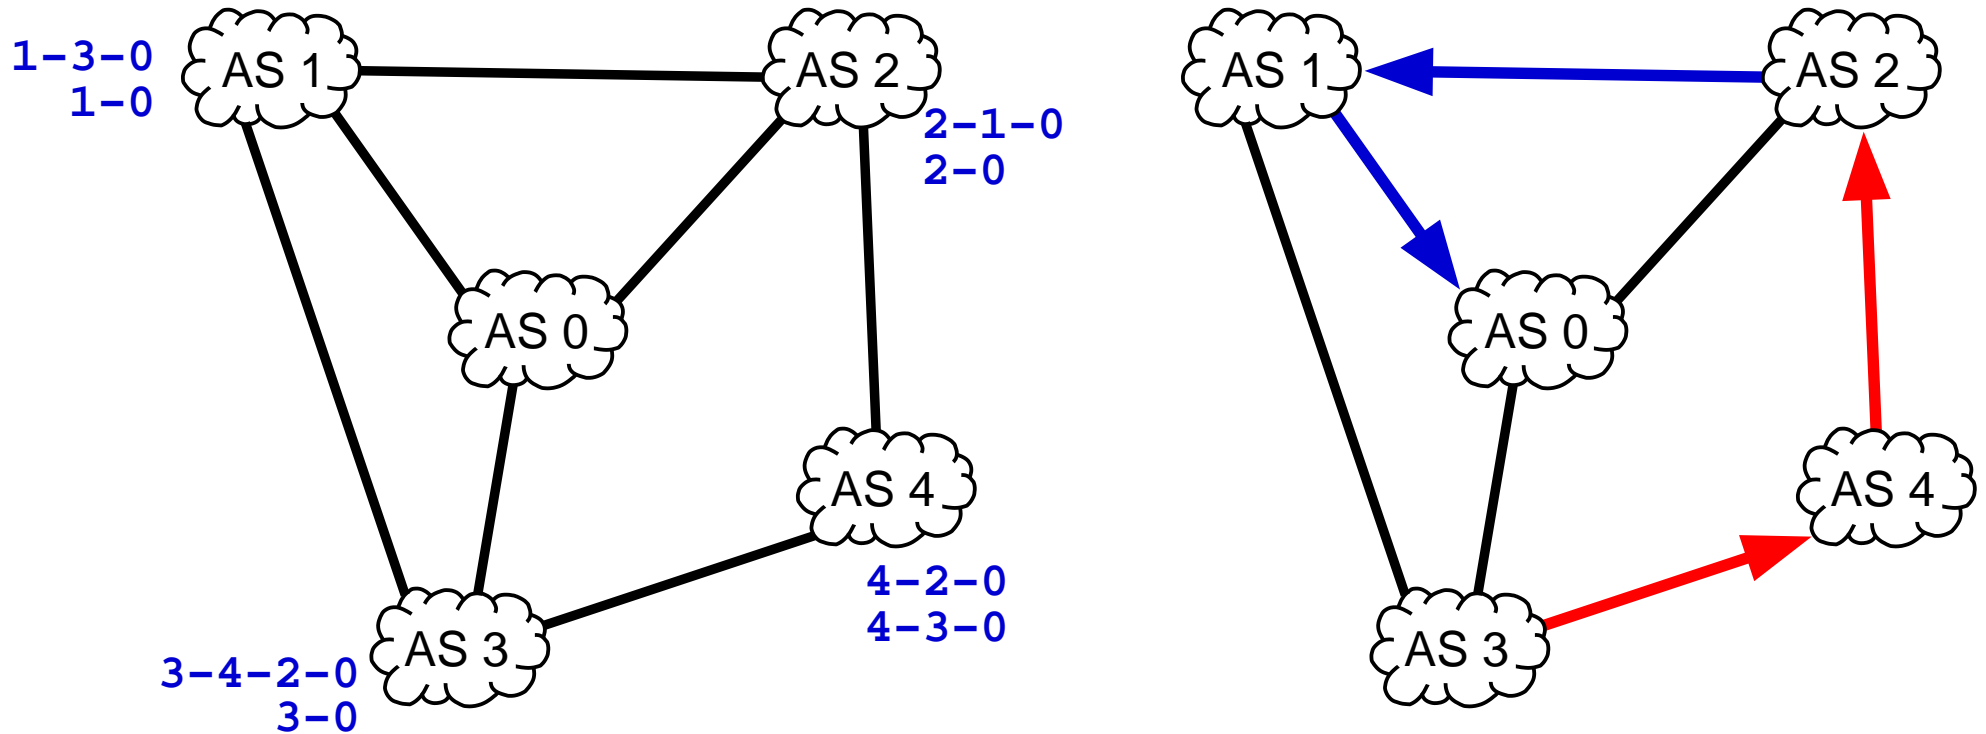 1-3-0
1-0
AS 1
AS 2
2-1-0
2-0
AS 0
AS 4
4-2-0
4-3-0
AS 3
3-4-2-0
3-0
AS 1
AS 2
AS 0
AS 4
AS 3